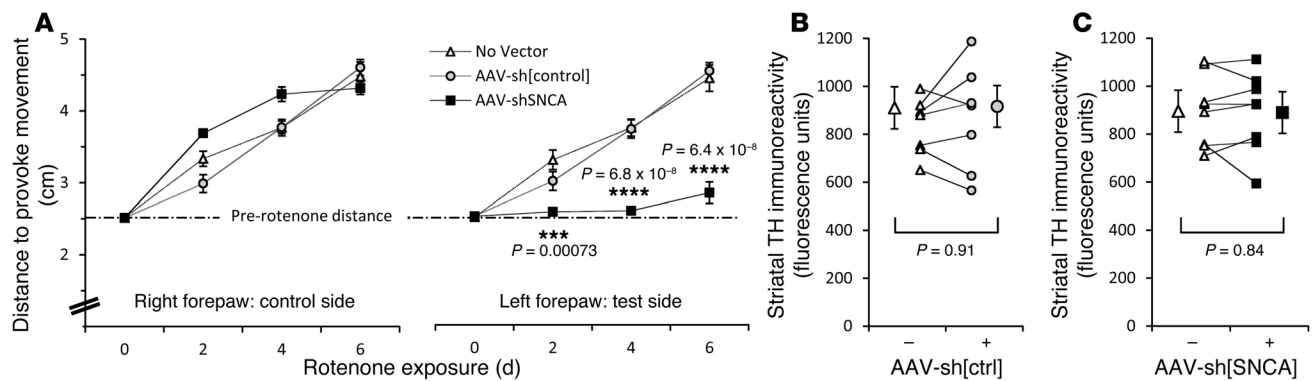 A
Distance to provoke movement
(cm)
5
4
3
2
No Vector
AAV-sh[control]
AAV-shSNCA
Pre-rotenone distance
P = 6.8 x 10⁻⁸
****
P = 6.4 x 10⁻⁸
****
***
P = 0.00073
Right forepaw: control side
Left forepaw: test side
0 2 4 6
0 2 4 6
Rotenone exposure (d)
B
Striatal TH immunoreactivity
(fluorescence units)
1200
1000
800
600
400
200
0
P = 0.91
– +
AAV-sh[ctrl]
C
Striatal TH immunoreactivity
(fluorescence units)
1200
1000
800
600
400
200
0
P = 0.84
– +
AAV-sh[SNCA]